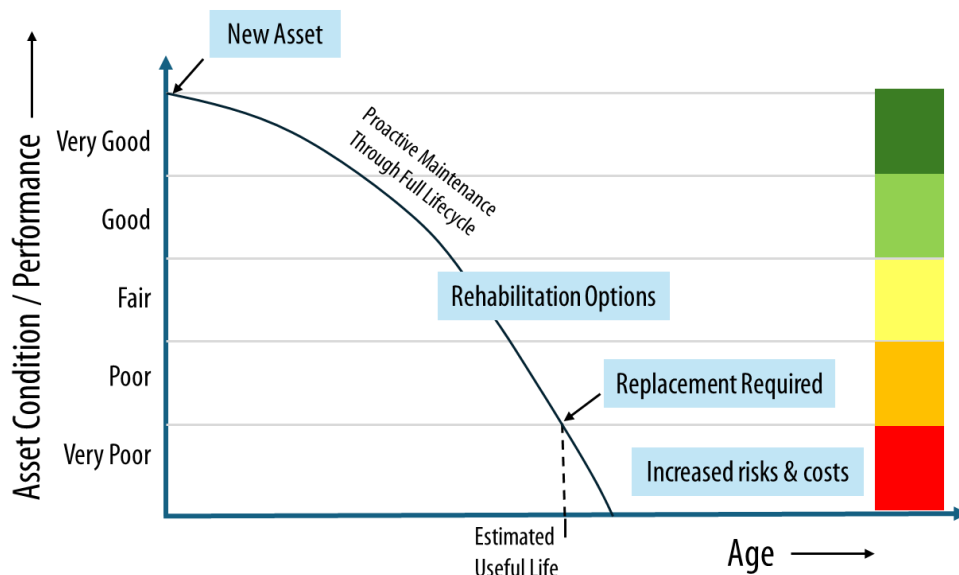 New Asset
Asset Condition / Performance
Very Good
Good
Fair
Poor
Very Poor
Proactive Maintenance
Through Full Lifecycle
Rehabilitation Options
Replacement Required
Increased risks & costs
Estimated
Useful Life
Age